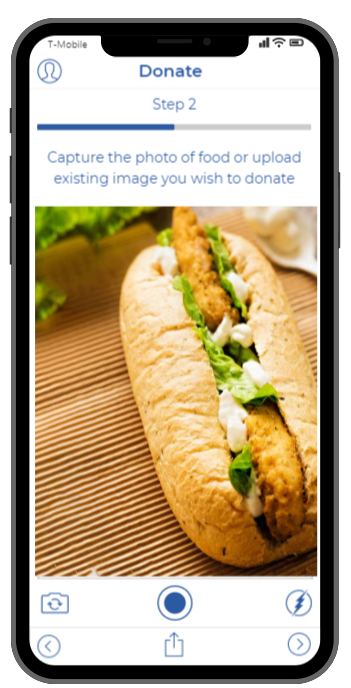 T-Mobile
Donate
Step 2
Capture the photo of food or upload
existing image you wish to donate